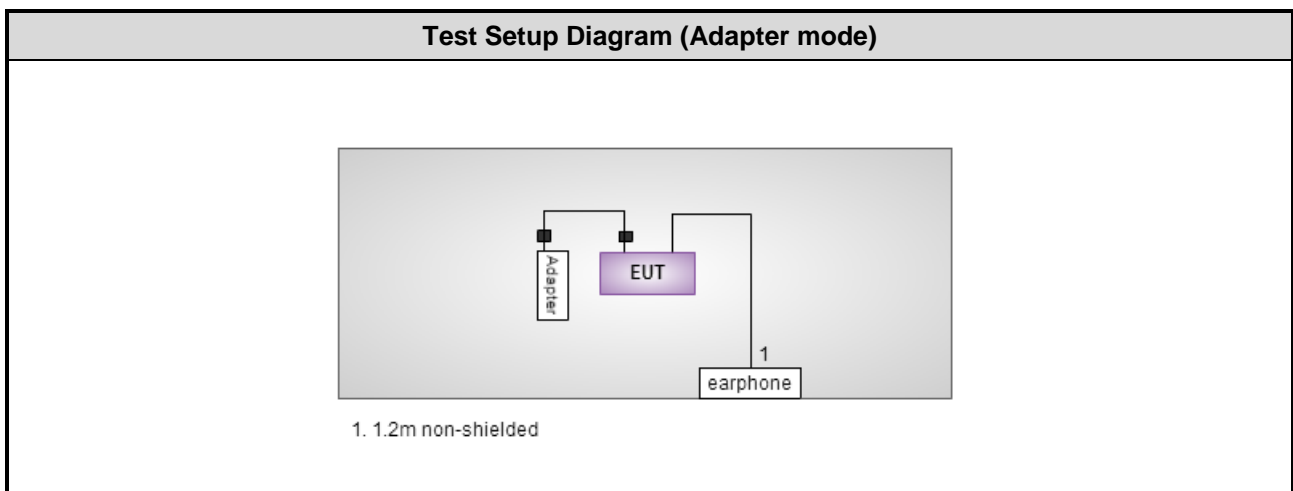 Test Setup Diagram (Adapter mode)
Adapter
EUT
1
earphone
1. 1.2m non-shielded